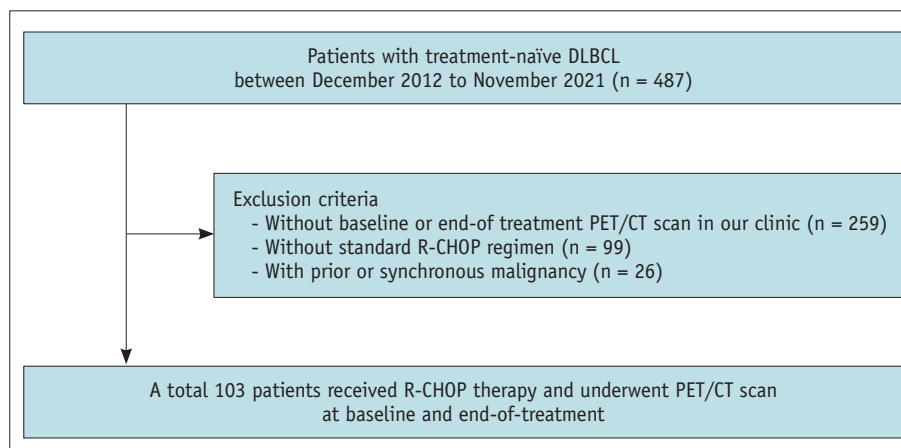 Patients with treatment-naïve DLBCL
between December 2012 to November 2021 (n = 487)
Exclusion criteria
- Without baseline or end-of treatment PET/CT scan in our clinic (n = 259)
- Without standard R-CHOP regimen (n = 99)
- With prior or synchronous malignancy (n = 26)
A total 103 patients received R-CHOP therapy and underwent PET/CT scan
at baseline and end-of-treatment